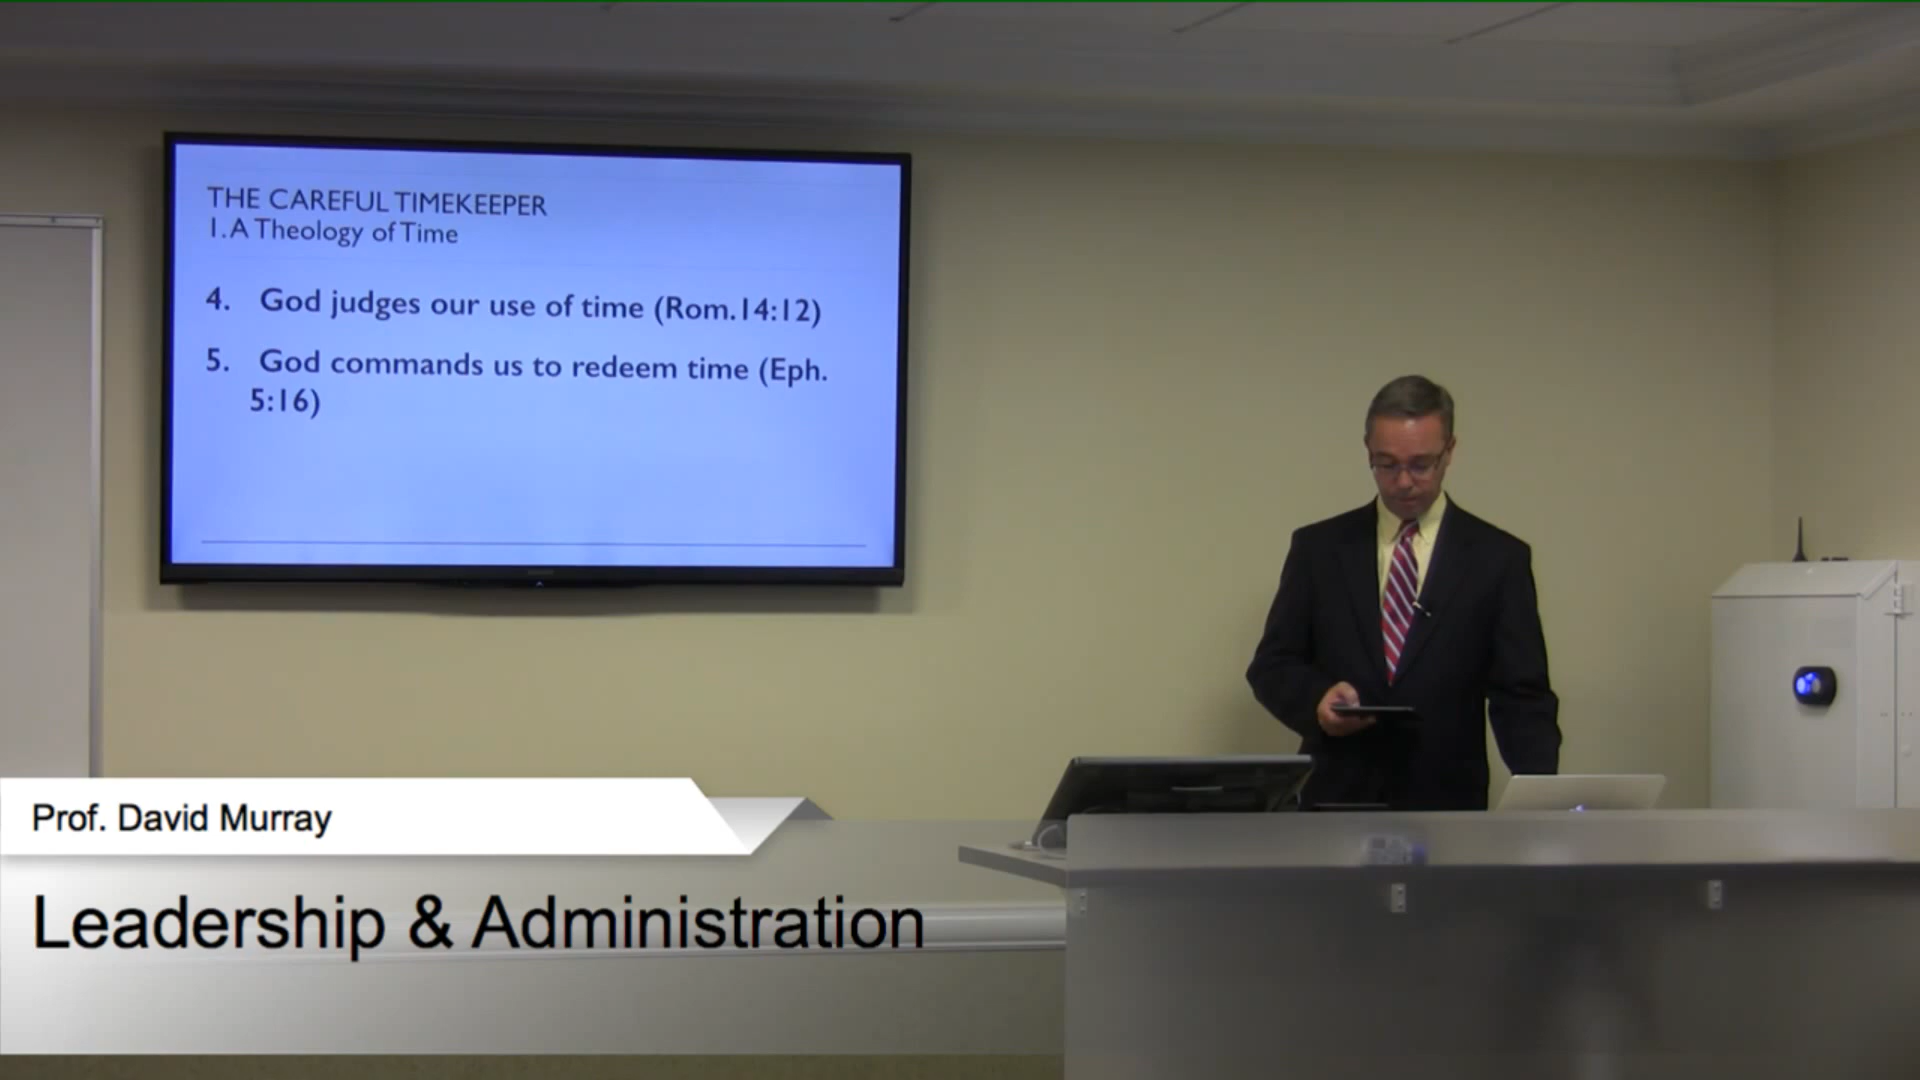 THE CAREFUL TIMEKEEPER
1. A Theology of Time
4. God judges our use of time (Rom.14:12)
5. God commands us to redeem time (Eph.
5:16)
Prof. David Murray
Leadership & Administration